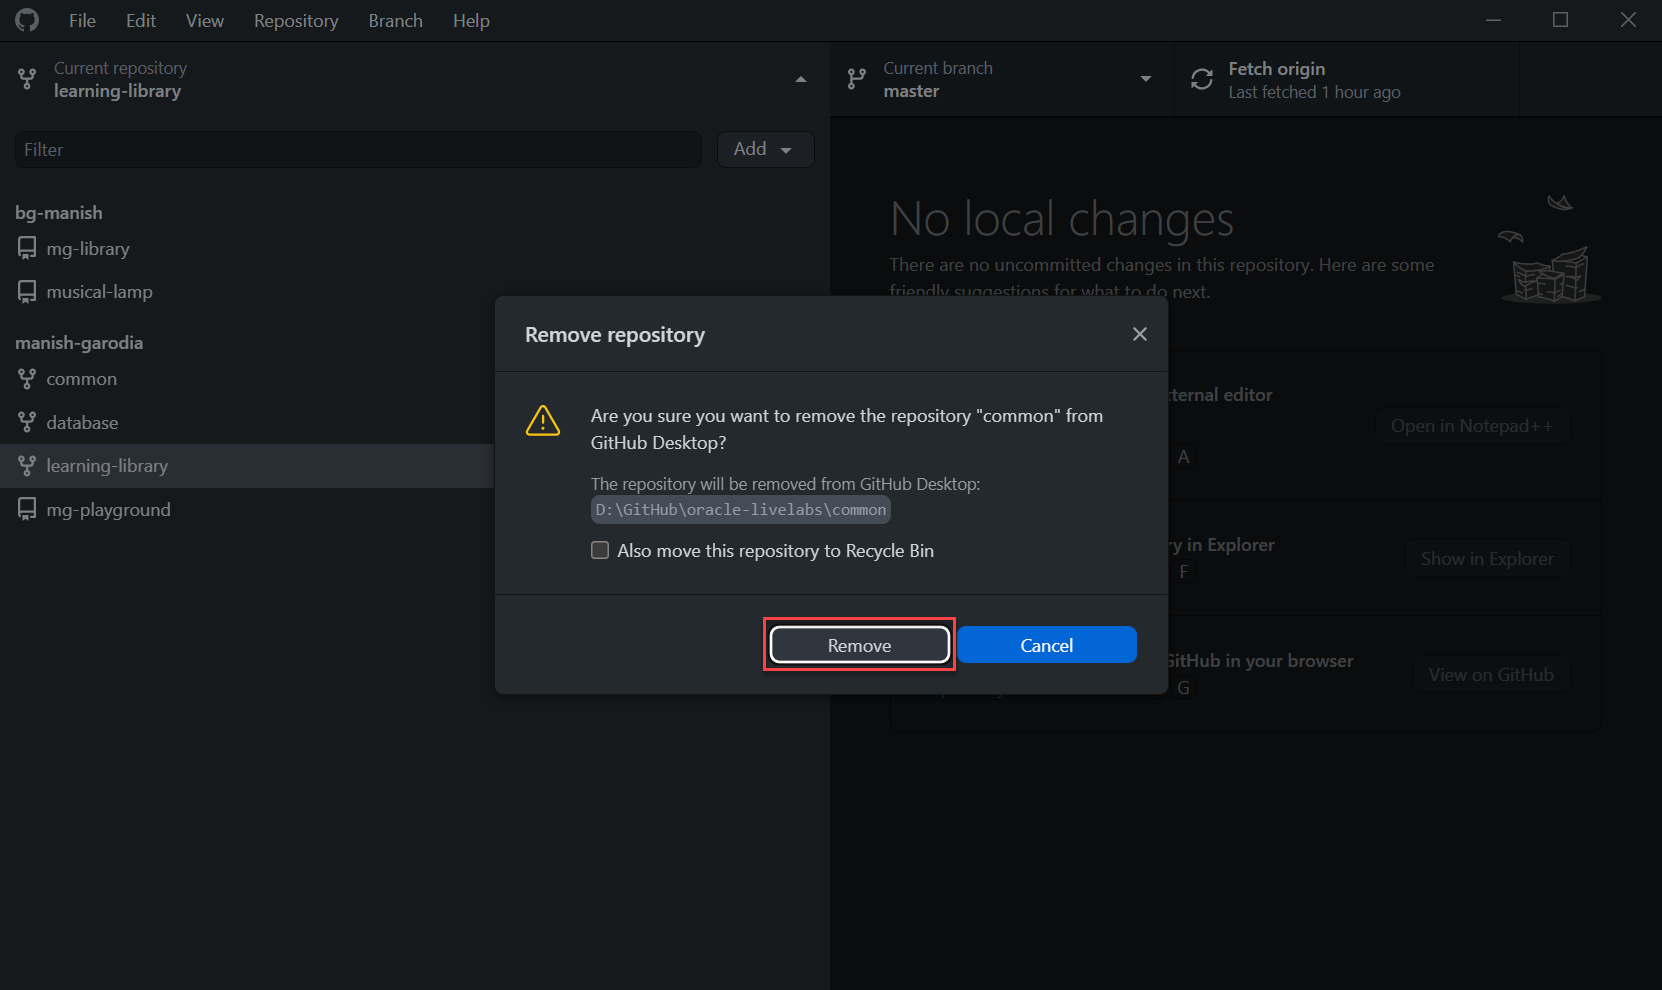 File Edit View Repository Branch Help
Current repository
learning-library
Current branch
master
Fetch origin
Last fetched 1 hour ago
Filter
Add
bg-manish
mg-library
musical-lamp
manish-garodia
common
database
learning-library
mg-playground
No local changes
There are no uncommitted changes in this repository. Here are some
friendly suggestions for what to do next.
Remove repository
Are you sure you want to remove the repository "common" from
GitHub Desktop?
The repository will be removed from GitHub Desktop:
D:\GitHub\oracle-livelabs\common
Also move this repository to Recycle Bin
Remove
Cancel
external editor
Open in Notepad++
A
ry in Explorer
Show in Explorer
F
GitHub in your browser
View on GitHub
G